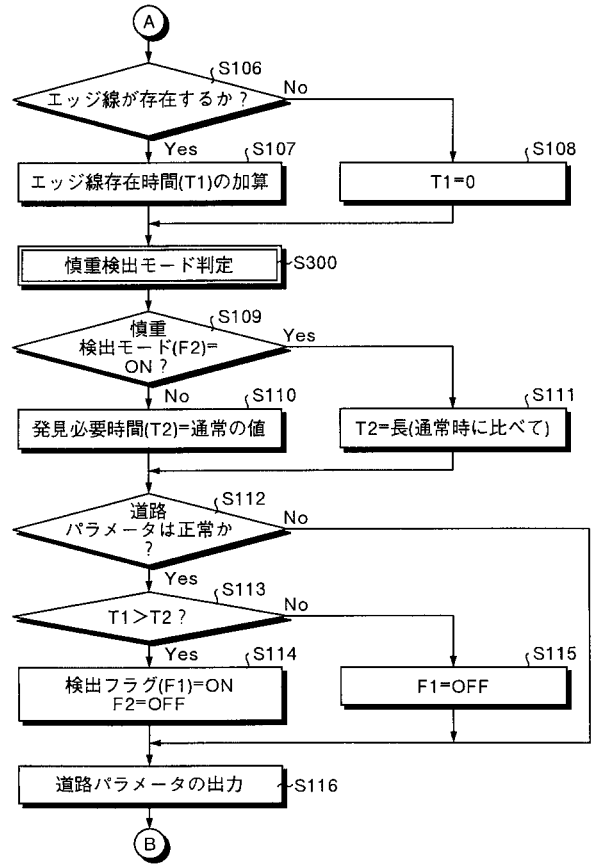 A
S106
エッジ線が存在するか?
No
Yes
S107
エッジ線存在時間(T1)の加算
S108
T1=0
慎重検出モード判定
S300
S109
慎重
検出モード(F2)=
ON?
Yes
No
S110
発見必要時間(T2)=通常の値
S111
T2=長(通常時に比べて)
S112
道路
パラメータは正常か
?
No
Yes
S113
T1>T2?
No
Yes
S114
検出フラグ(F1)=ON
F2=OFF
S115
F1=OFF
道路パラメータの出力
S116
B